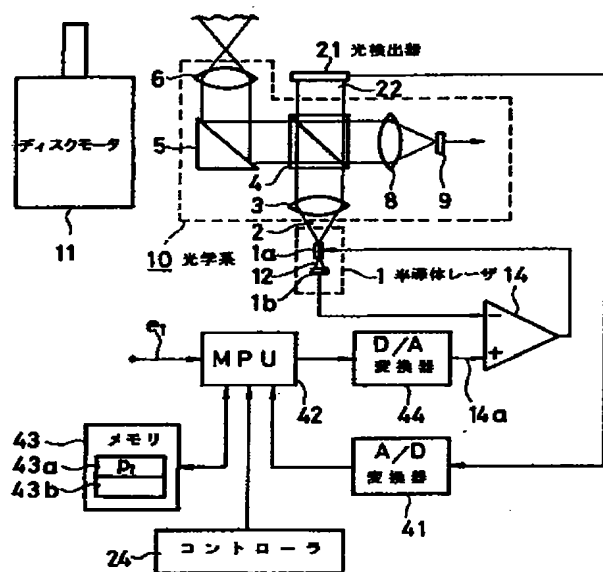 21 光検出器
22
6
ディスクモータ
5
4
8
9
3
11
2
10 光学系
1a
12
1 半導体レーザ
1b
14
−
+
e1
MPU
D/A
変換器
14a
42
44
43
メモリ
43a
P1
43b
A/D
変換器
41
24
コントローラ